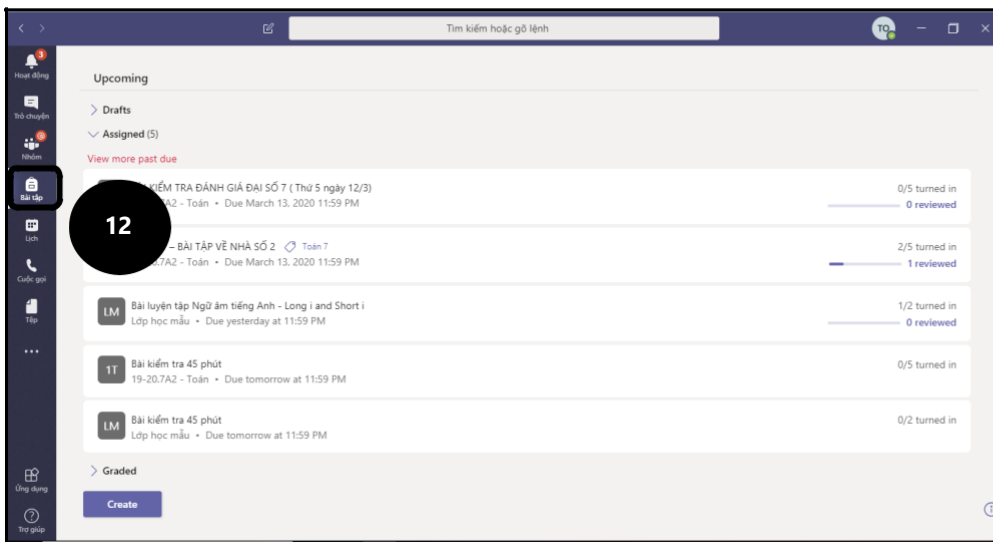 Tìm kiếm hoặc gõ lệnh
TO
3
Hoạt động
Trò chuyện
Nhóm
Bài tập
Lịch
Cuộc gọi
Tệp
Ứng dụng
Trợ giúp
12
Upcoming
Drafts
Assigned (5)
View more past due
KIỂM TRA ĐÁNH GIÁ ĐẠI SỐ 7 ( Thứ 5 ngày 12/3)
7A2 - Toán • Due March 13, 2020 11:59 PM
0/5 turned in
0 reviewed
– BÀI TẬP VỀ NHÀ SỐ 2 Toán 7
7A2 - Toán • Due March 13, 2020 11:59 PM
2/5 turned in
1 reviewed
LM
Bài luyện tập Ngữ âm tiếng Anh - Long i and Short i
Lớp học mẫu • Due yesterday at 11:59 PM
1/2 turned in
0 reviewed
1T
Bài kiểm tra 45 phút
19-20.7A2 - Toán • Due tomorrow at 11:59 PM
0/5 turned in
LM
Bài kiểm tra 45 phút
Lớp học mẫu • Due tomorrow at 11:59 PM
0/2 turned in
Graded
Create